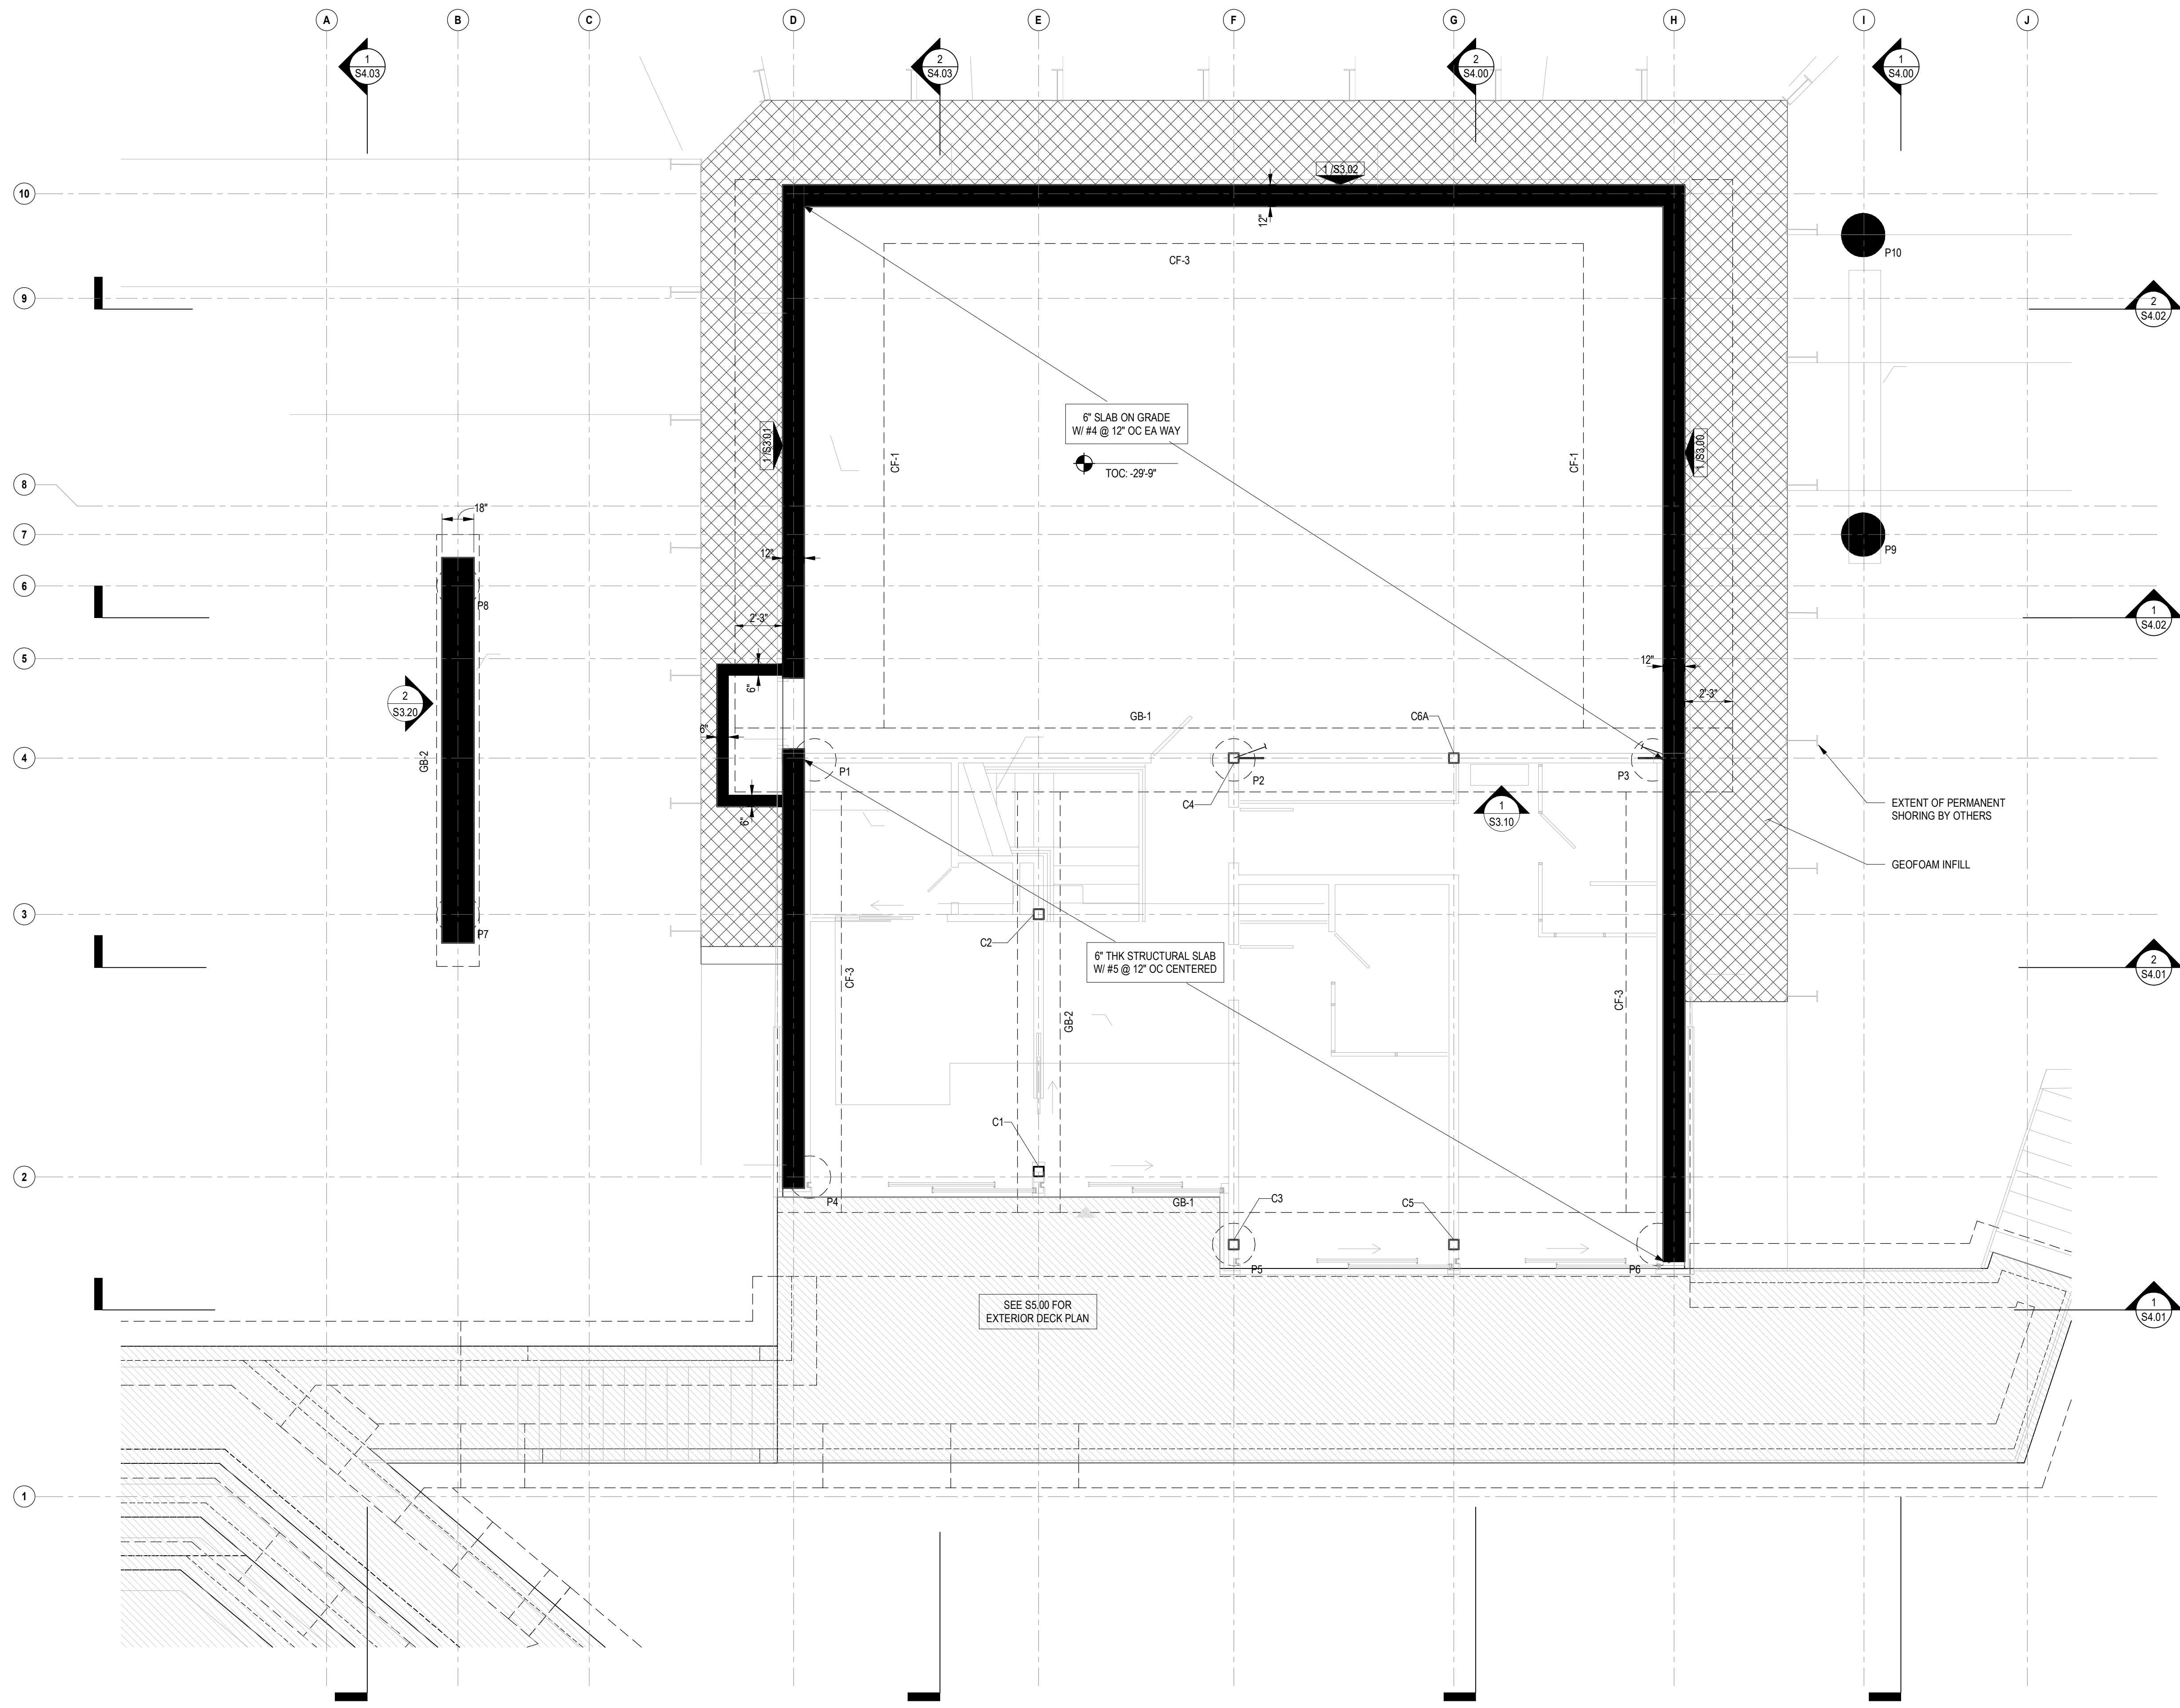 A
B
C
D
E
F
G
H
I
J
1
S4.03
2
S4.03
2
S4.00
1
S4.00
1 /S3.02
10
12"
CF-3
P10
9
2
S4.02
6" SLAB ON GRADE
W/ #4 @ 12" OC EA WAY
1 /S3.01
CF-1
TOC: -29'-9"
CF-1
1 /S3.00
8
18"
7
12"
P9
6
P8
2'-3"
1
S4.02
5
12"
6"
2'-3"
2
S3.20
6"
GB-1
C6A
4
GB-2
P1
P2
P3
C4
6"
1
S3.10
EXTENT OF PERMANENT
SHORING BY OTHERS
GEOFOAM INFILL
3
P7
C2
6" THK STRUCTURAL SLAB
W/ #5 @ 12" OC CENTERED
2
S4.01
CF-3
GB-2
CF-3
C1
2
P4
GB-1
C3
C5
P5
P6
SEE S5.00 FOR
EXTERIOR DECK PLAN
1
S4.01
1